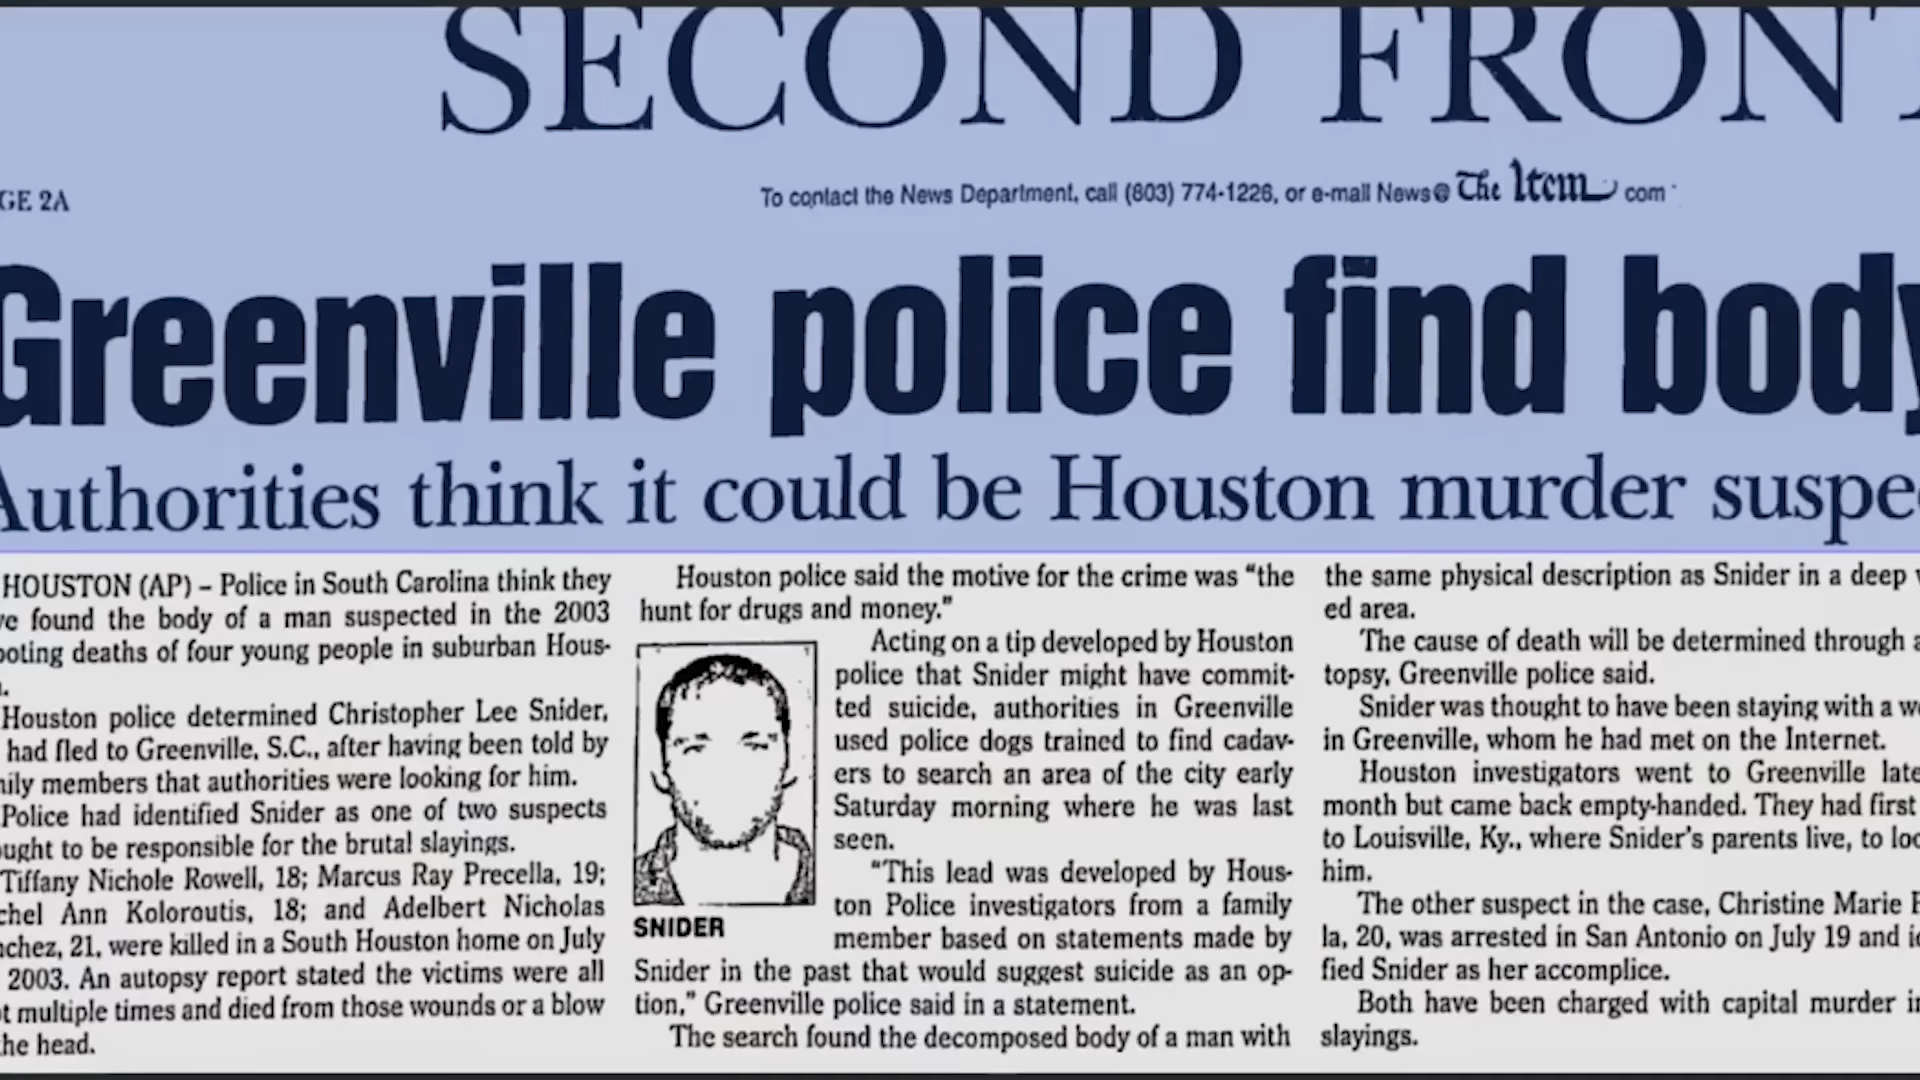 SECOND FRONT
GE 2A
To contact the News Department, call (803) 774-1226, or e-mail News@ The Item com
Greenville police find body
Authorities think it could be Houston murder suspe
HOUSTON (AP) – Police in South Carolina think they
ve found the body of a man suspected in the 2003
ooting deaths of four young people in suburban Hous-
.
Houston police determined Christopher Lee Snider,
had fled to Greenville, S.C., after having been told by
ily members that authorities were looking for him.
Police had identified Snider as one of two suspects
ought to be responsible for the brutal slayings.
Tiffany Nichole Rowell, 18; Marcus Ray Precella, 19;
chel Ann Koloroutis, 18; and Adelbert Nicholas
nchez, 21, were killed in a South Houston home on July
2003. An autopsy report stated the victims were all
t multiple times and died from those wounds or a blow
he head.
Houston police said the motive for the crime was “the
hunt for drugs and money.”
SNIDER
Acting on a tip developed by Houston
police that Snider might have commit-
ted suicide, authorities in Greenville
used police dogs trained to find cadav-
ers to search an area of the city early
Saturday morning where he was last
seen.
“This lead was developed by Hous-
ton Police investigators from a family
member based on statements made by
Snider in the past that would suggest suicide as an op-
tion,” Greenville police said in a statement.
The search found the decomposed body of a man with
the same physical description as Snider in a deep
ed area.
The cause of death will be determined through a
topsy, Greenville police said.
Snider was thought to have been staying with a w
in Greenville, whom he had met on the Internet.
Houston investigators went to Greenville late
month but came back empty-handed. They had first
to Louisville, Ky., where Snider’s parents live, to loo
him.
The other suspect in the case, Christine Marie
la, 20, was arrested in San Antonio on July 19 and i
fied Snider as her accomplice.
Both have been charged with capital murder i
slayings.